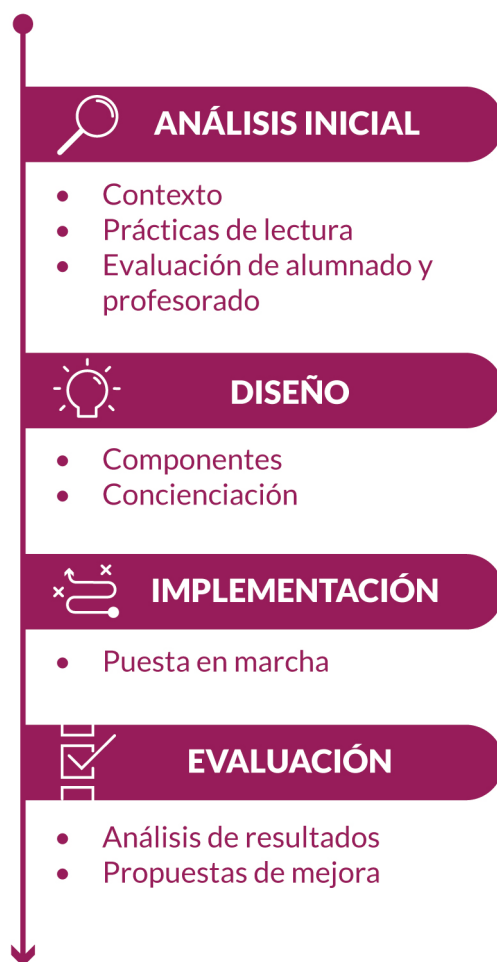 ANÁLISIS INICIAL
• Contexto
• Prácticas de lectura
• Evaluación de alumnado y
profesorado
DISEÑO
• Componentes
• Concienciación
IMPLEMENTACIÓN
• Puesta en marcha
EVALUACIÓN
• Análisis de resultados
• Propuestas de mejora